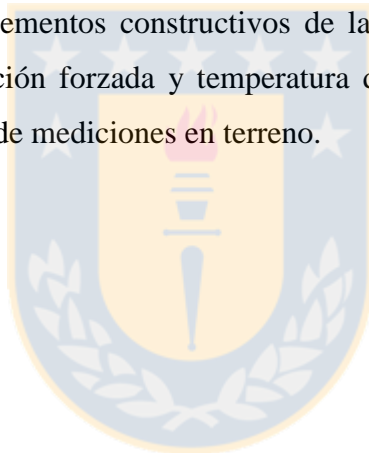 ementos constructivos de la
ción forzada y temperatura
de mediciones en terreno.